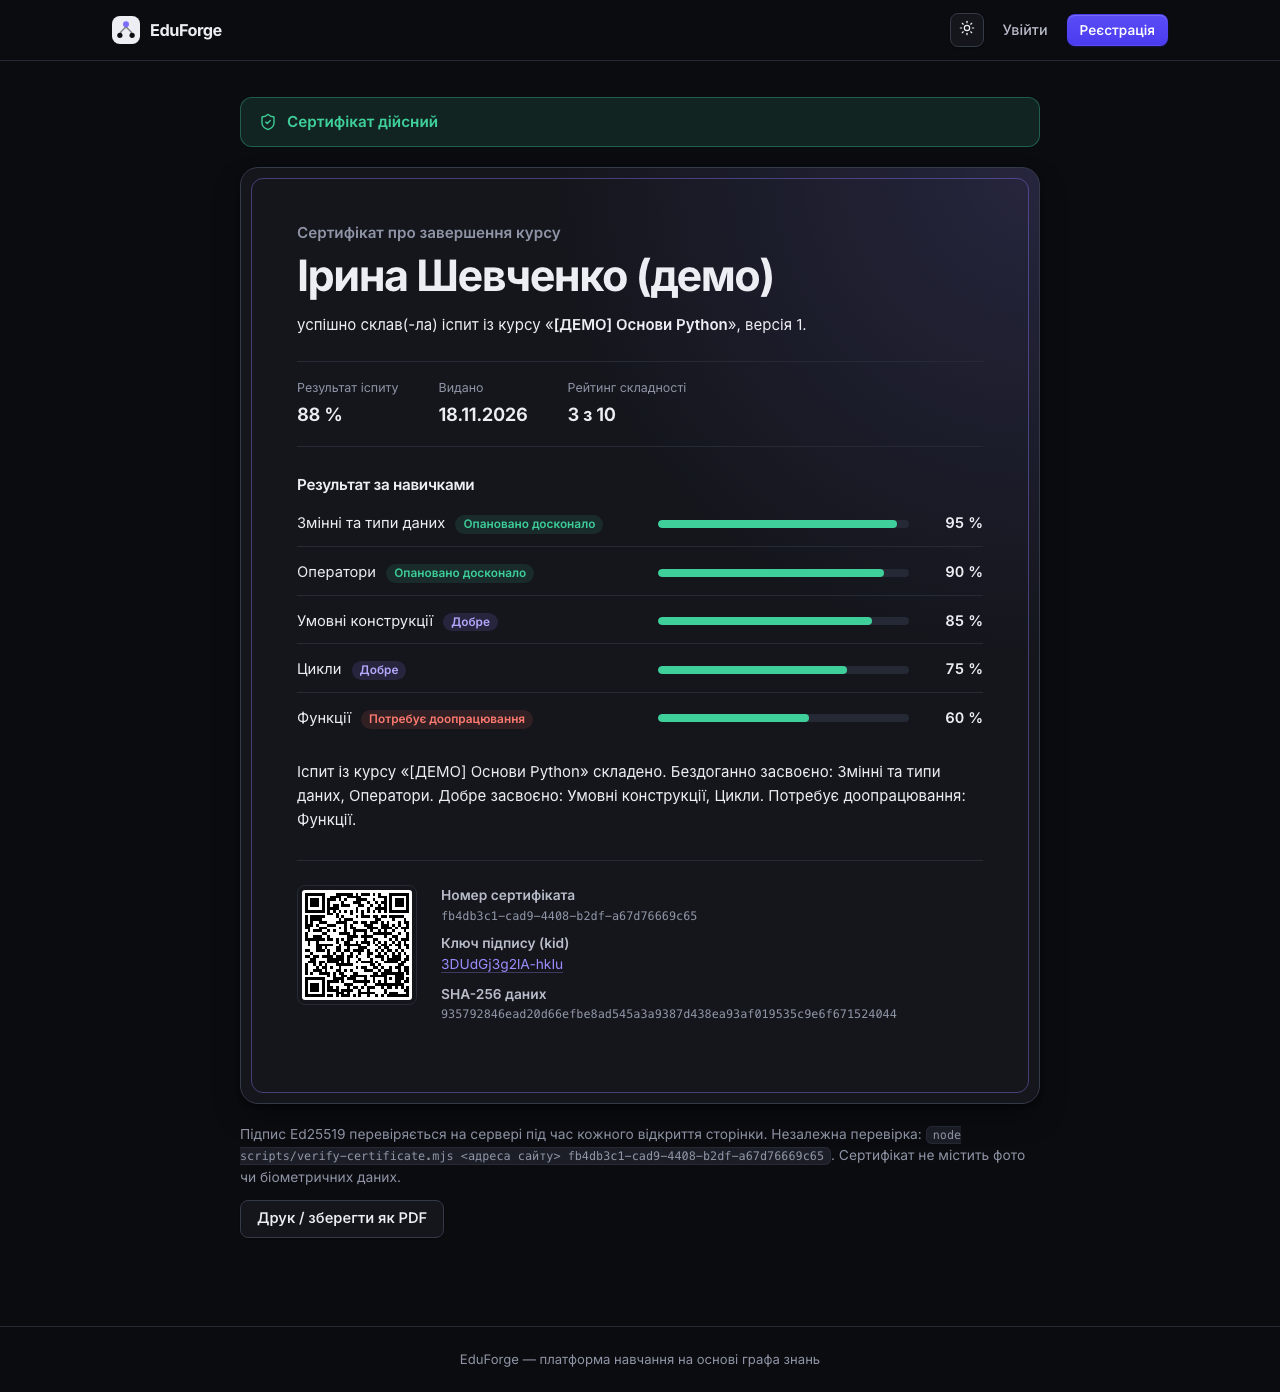 EduForge
Увійти
Реєстрація
Сертифікат дійсний
Сертифікат про завершення курсу
Ірина Шевченко (демо)
успішно склав(-ла) іспит із курсу «[ДЕМО] Основи Python», версія 1.
Результат іспиту
88 %
Видано
18.11.2026
Рейтинг складності
3 з 10
Результат за навичками
Змінні та типи даних Опановано досконало 95 %
Оператори Опановано досконало 90 %
Умовні конструкції Добре 85 %
Цикли Добре 75 %
Функції Потребує доопрацювання 60 %
Іспит із курсу «[ДЕМО] Основи Python» складено. Бездоганно засвоєно: Змінні та типи
даних, Оператори. Добре засвоєно: Умовні конструкції, Цикли. Потребує доопрацювання:
Функції.
Номер сертифіката
fb4db3c1-cad9-4408-b2df-a67d76669c65
Ключ підпису (kid)
3DUdGj3g2lA-hklu
SHA-256 даних
935792846ead20d66efbe8ad545a3a9387d438ea93af019535c9e6f671524044
Підпис Ed25519 перевіряється на сервері під час кожного відкриття сторінки. Незалежна перевірка: node
scripts/verify-certificate.mjs <адреса сайту> fb4db3c1-cad9-4408-b2df-a67d76669c65. Сертифікат не містить фото
чи біометричних даних.
Друк / зберегти як PDF
EduForge — платформа навчання на основі графа знань